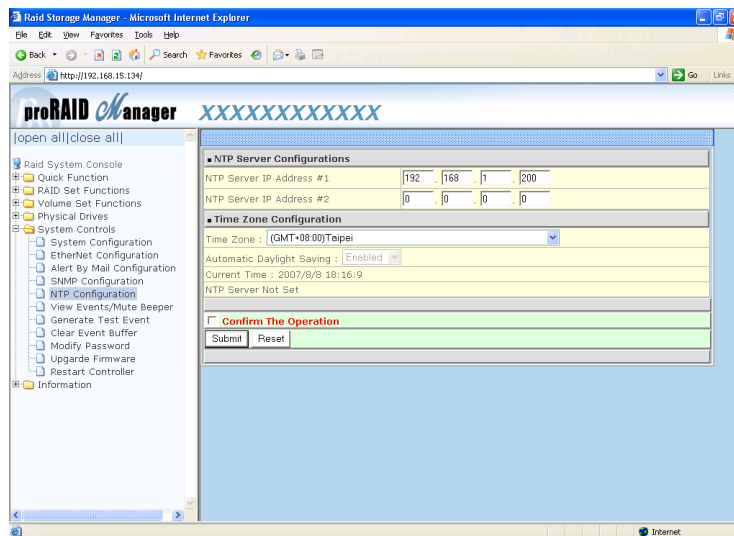 Raid Storage Manager - Microsoft Internet Explorer
File Edit View Favorites Tools Help
Back Search Favorites
Address http://192.168.15.134/ Go Links
proRAID Manager XXXXXXXXXXXX
|open all|close all|
Raid System Console
Quick Function
RAID Set Functions
Volume Set Functions
Physical Drives
System Controls
System Configuration
EtherNet Configuration
Alert By Mail Configuration
SNMP Configuration
NTP Configuration
View Events/Mute Beeper
Generate Test Event
Clear Event Buffer
Modify Password
Upgarde Firmware
Restart Controller
Information
NTP Server Configurations
NTP Server IP Address #1 192 . 168 . 1 . 200
NTP Server IP Address #2 0 . 0 . 0 . 0
Time Zone Configuration
Time Zone : (GMT+08:00)Taipei
Automatic Daylight Saving : Enabled
Current Time : 2007/8/8 18:16:9
NTP Server Not Set
Confirm The Operation
Submit Reset
Internet